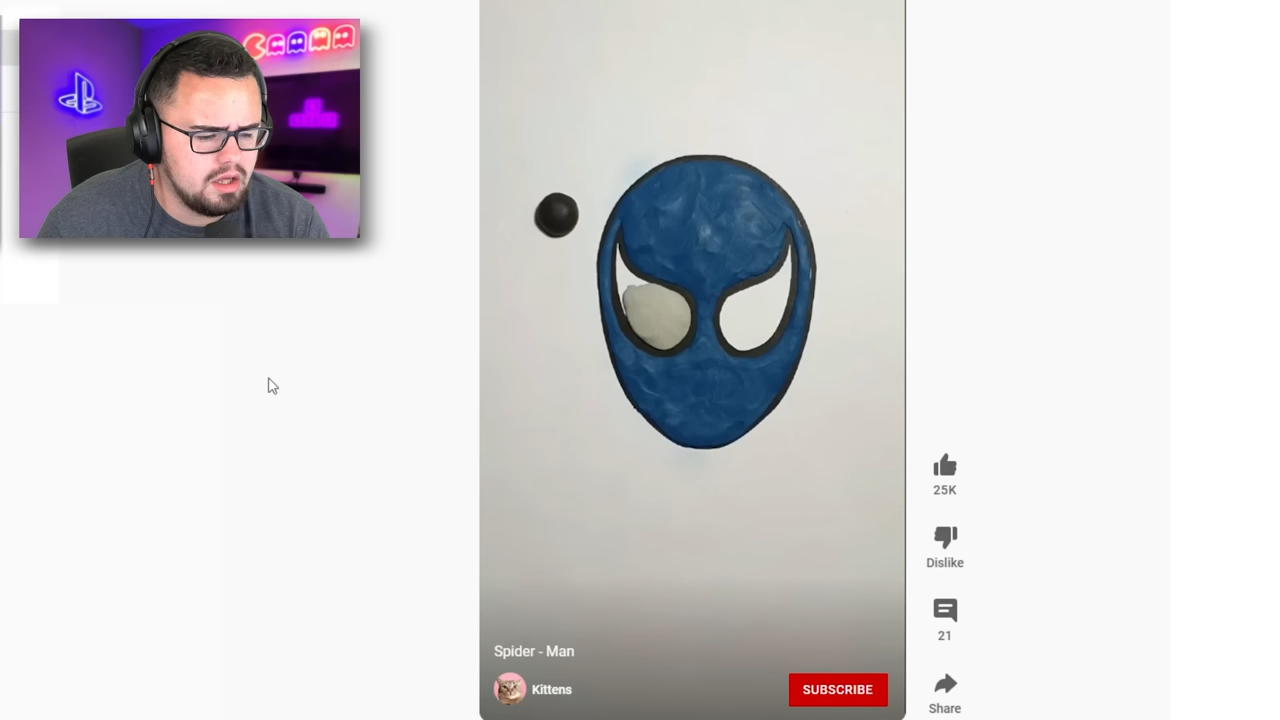 25K
Dislike
21
Share
Spider - Man
Kittens
SUBSCRIBE